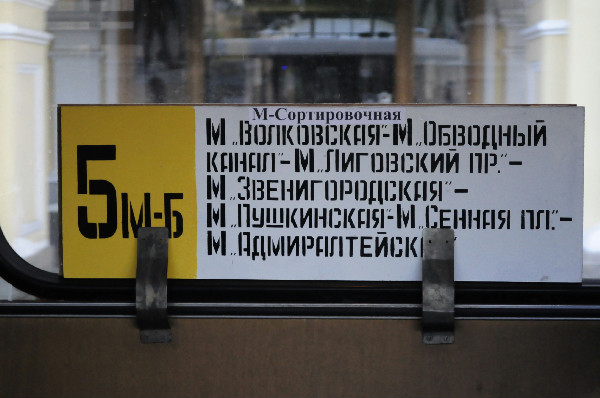 М-Сортировочная
5М-Б
М „Волковская"-М„Обводный
канал"-М„Лиговский пр."-
М„Звенигородская"-
М„Пушкинская"-М„Сенная пл."-
М„Адмиралтейск